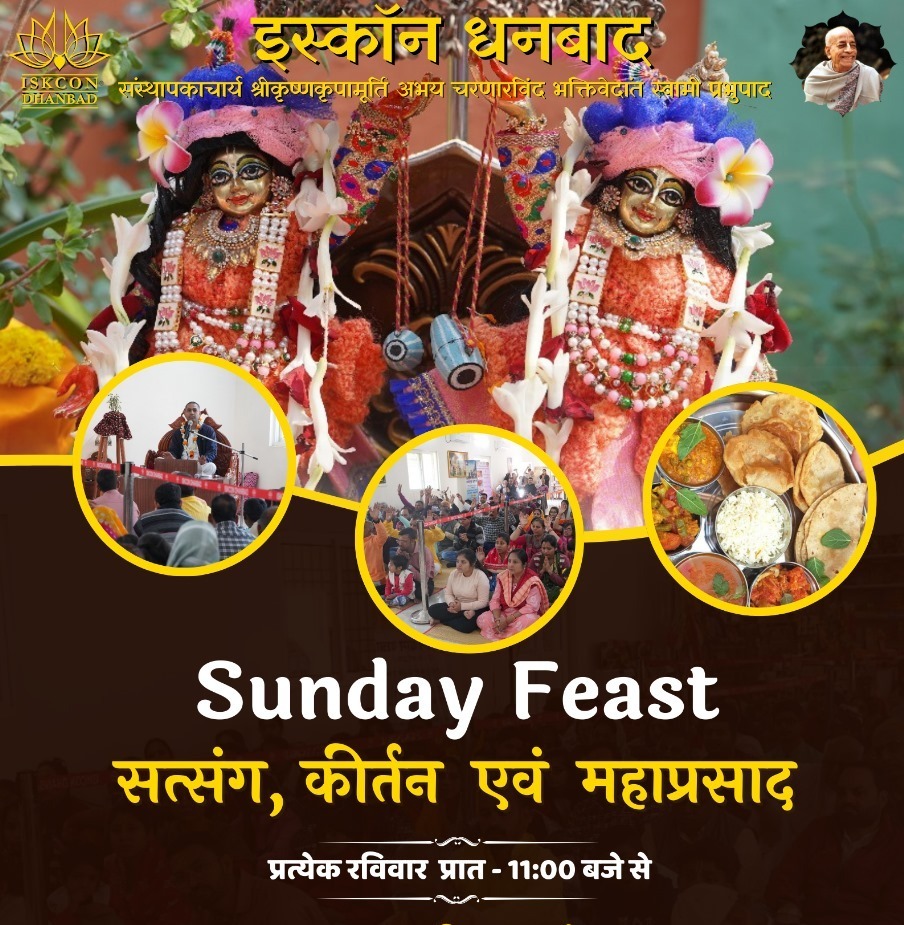 इस्कॉन धनबाद
ISKCON
DHANBAD
संस्थापकाचार्य श्रीकृष्णकृपामूर्ति अभय चरणारविंद भक्तिवेदांत स्वामी प्रभुपाद
Sunday Feast
सत्संग, कीर्तन एवं महाप्रसाद
प्रत्येक रविवार प्रात - 11:00 बजे से